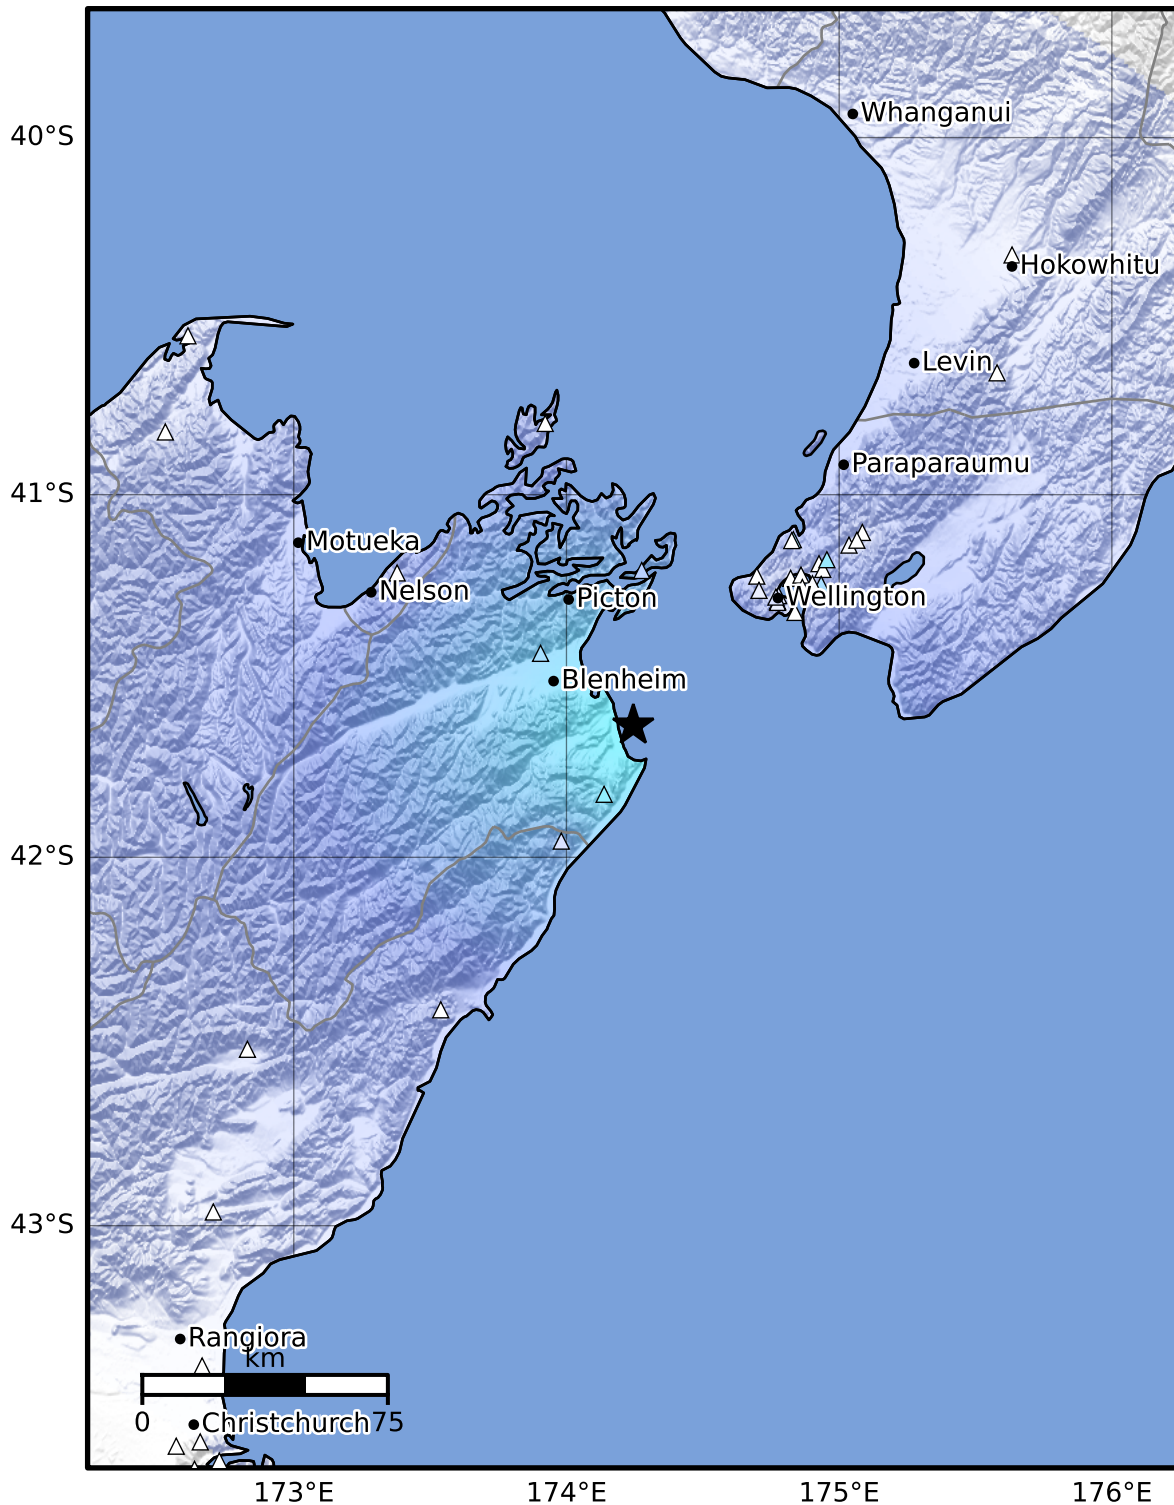 Whanganui
40°S
Hokowhitu
Levin
Paraparaumu
41°S
Motueka
Nelson
Picton
Wellington
Blenheim
42°S
43°S
Rangiora
km
0
75
Christchurch
173°E
174°E
175°E
176°E